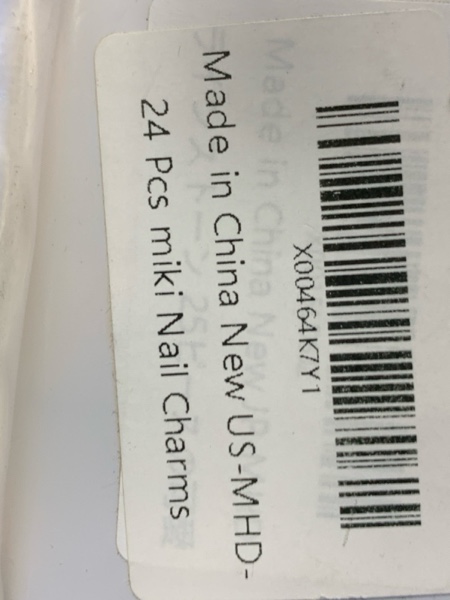 X00464K7Y1
Made in China New US-MHD-
24 Pcs miki Nail Charms